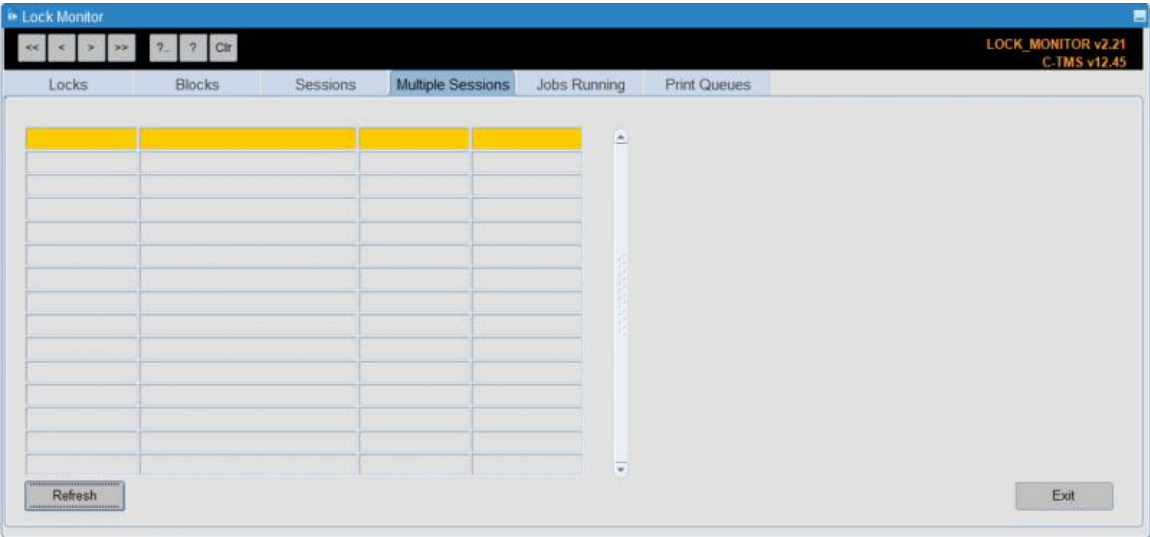 Lock Monitor
<< < > >> ?_ ? Clr
LOCK_MONITOR v2.21
C-TMS v12.45
Locks Blocks Sessions Multiple Sessions Jobs Running Print Queues
Refresh Exit